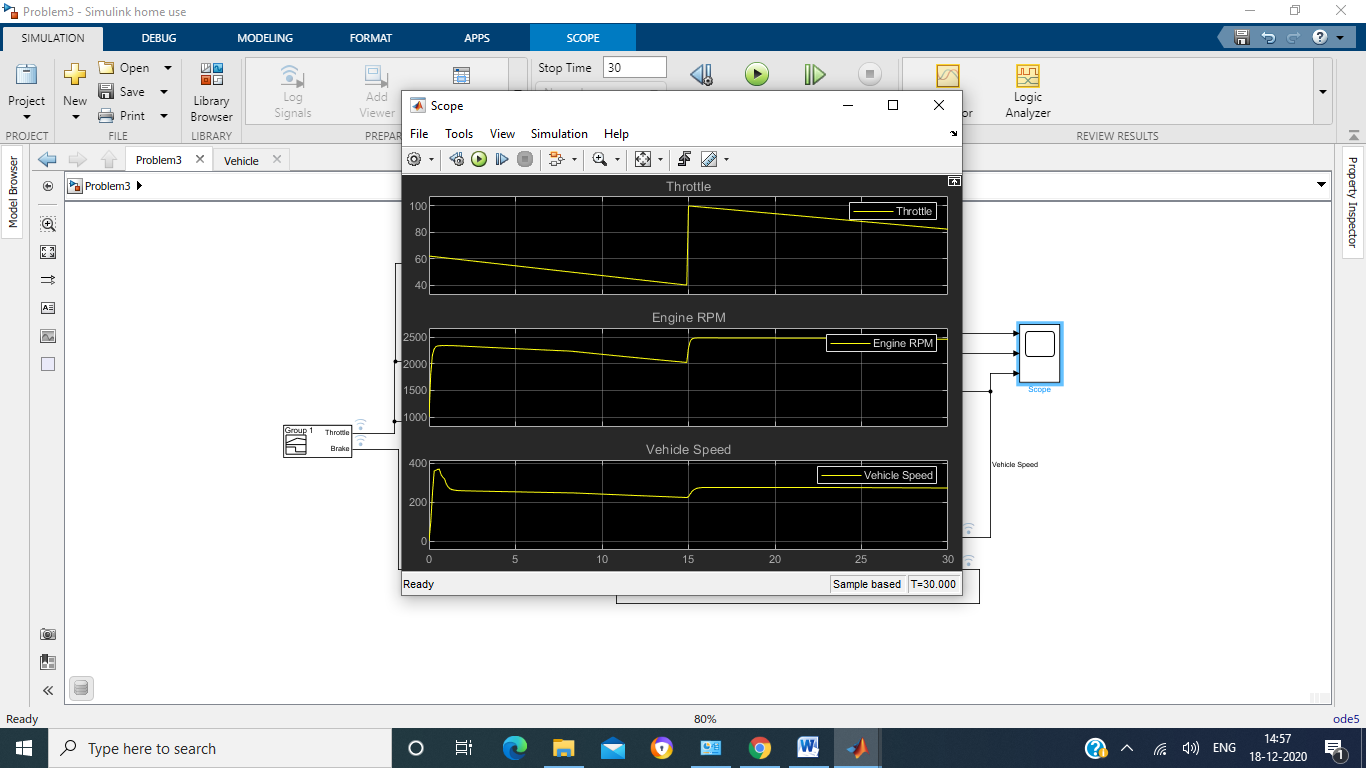 Problem3 - Simulink home use
SIMULATION DEBUG MODELING FORMAT APPS SCOPE
Project
New
Open
Save
Print
Library
Browser
Log
Signals
Add
Viewer
Stop Time 30
Logic
Analyzer
PROJECT FILE LIBRARY PREPAR REVIEW RESULTS
Problem3 Vehicle
Problem3
Model Browser
Property Inspector
Scope
File Tools View Simulation Help
Throttle
Throttle
100
80
60
40
Engine RPM
Engine RPM
2500
2000
1500
1000
Vehicle Speed
Vehicle Speed
400
200
0
0 5 10 15 20 25 30
Ready Sample based T=30.000
Group 1
Throttle
Brake
Scope
Vehicle Speed
Ready 80% ode5
Type here to search
ENG
14:57
18-12-2020
1